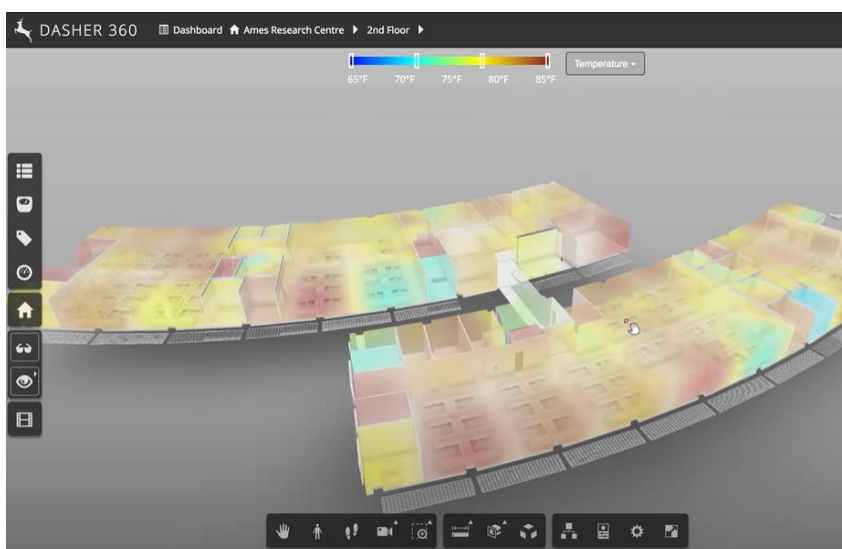 DASHER 360 Dashboard Ames Research Centre 2nd Floor
Temperature
65°F 70°F 75°F 80°F 85°F